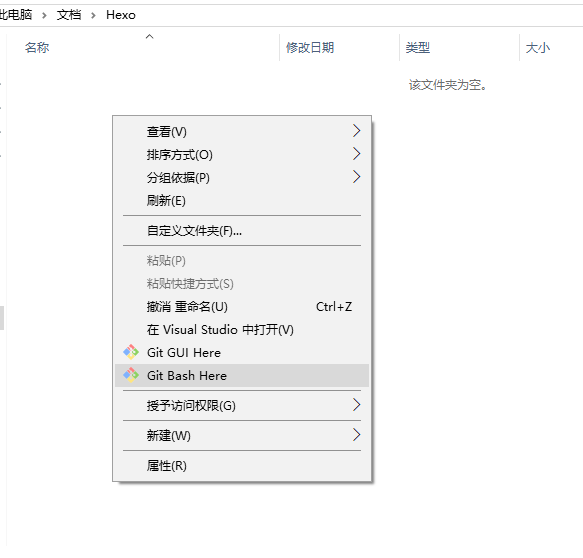 此电脑 > 文档 > Hexo
名称 修改日期 类型 大小
该文件夹为空。
查看(V)
排序方式(O)
分组依据(P)
刷新(E)
自定义文件夹(F)...
粘贴(P)
粘贴快捷方式(S)
撤消 重命名(U) Ctrl+Z
在 Visual Studio 中打开(V)
Git GUI Here
Git Bash Here
授予访问权限(G)
新建(W)
属性(R)